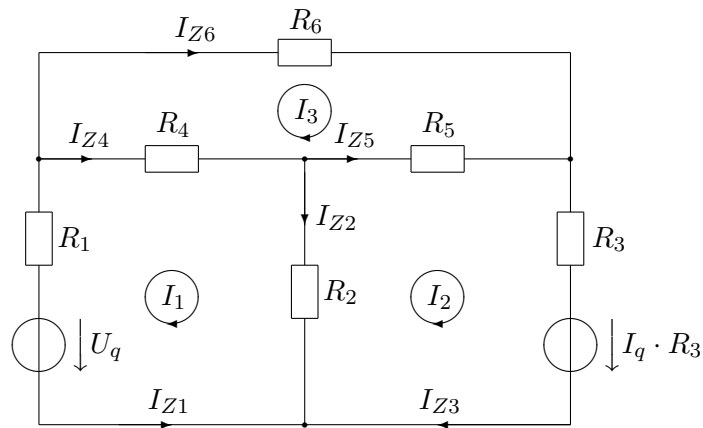 I_{Z6}
R_6
I_3
I_{Z4}
R_4
I_{Z5}
R_5
R_1
I_{Z2}
R_3
I_1
R_2
I_2
U_q
I_q · R_3
I_{Z1}
I_{Z3}